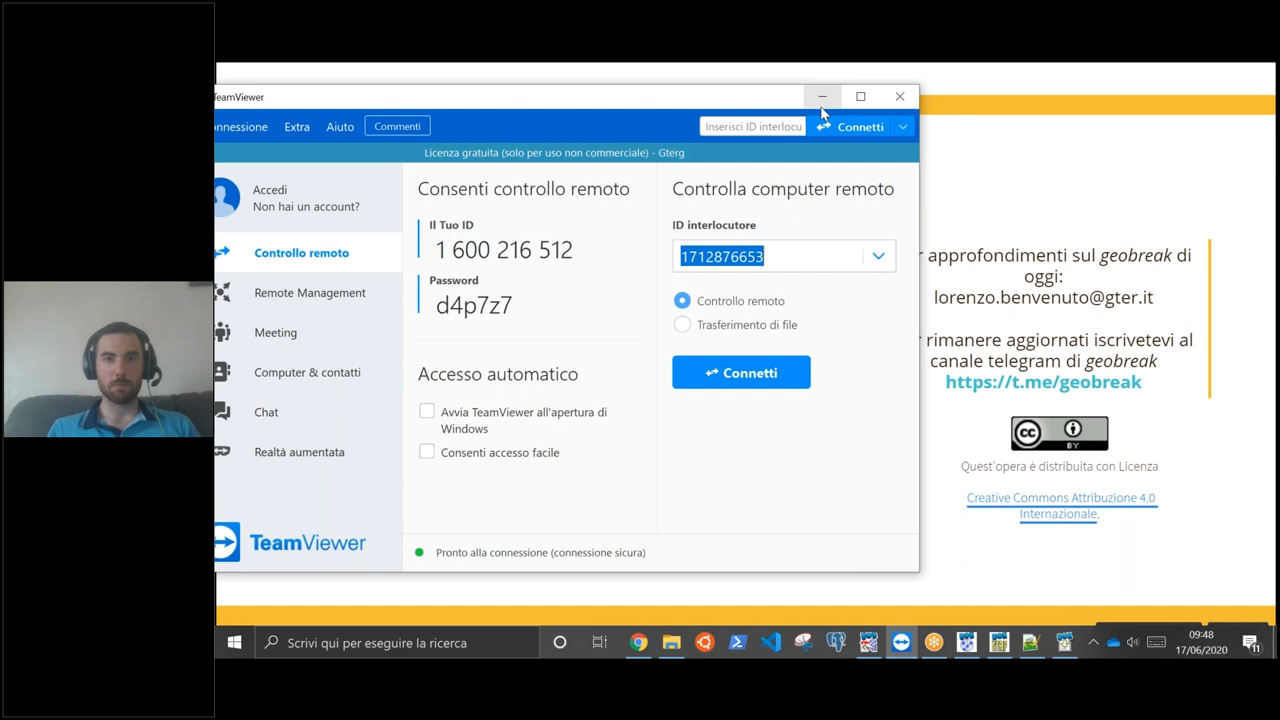 TeamViewer
nnessione Extra Aiuto Commenti Inserisci ID interlocu Connetti
Licenza gratuita (solo per uso non commerciale) - Gterg
Accedi
Non hai un account?
Controllo remoto
Remote Management
Meeting
Computer & contatti
Chat
Realtà aumentata
TeamViewer
Consenti controllo remoto
Il Tuo ID
1 600 216 512
Password
d4p7z7
Accesso automatico
Avvia TeamViewer all'apertura di
Windows
Consenti accesso facile
Controlla computer remoto
ID interlocutore
1712876653
Controllo remoto
Trasferimento di file
Connetti
Pronto alla connessione (connessione sicura)
r approfondimenti sul geobreak di
oggi:
lorenzo.benvenuto@gter.it
rimanere aggiornati iscrivetevi al
canale telegram di geobreak
https://t.me/geobreak
cc BY
Quest'opera è distribuita con Licenza
Creative Commons Attribuzione 4.0
Internazionale.
Scrivi qui per eseguire la ricerca
09:48
17/06/2020
11